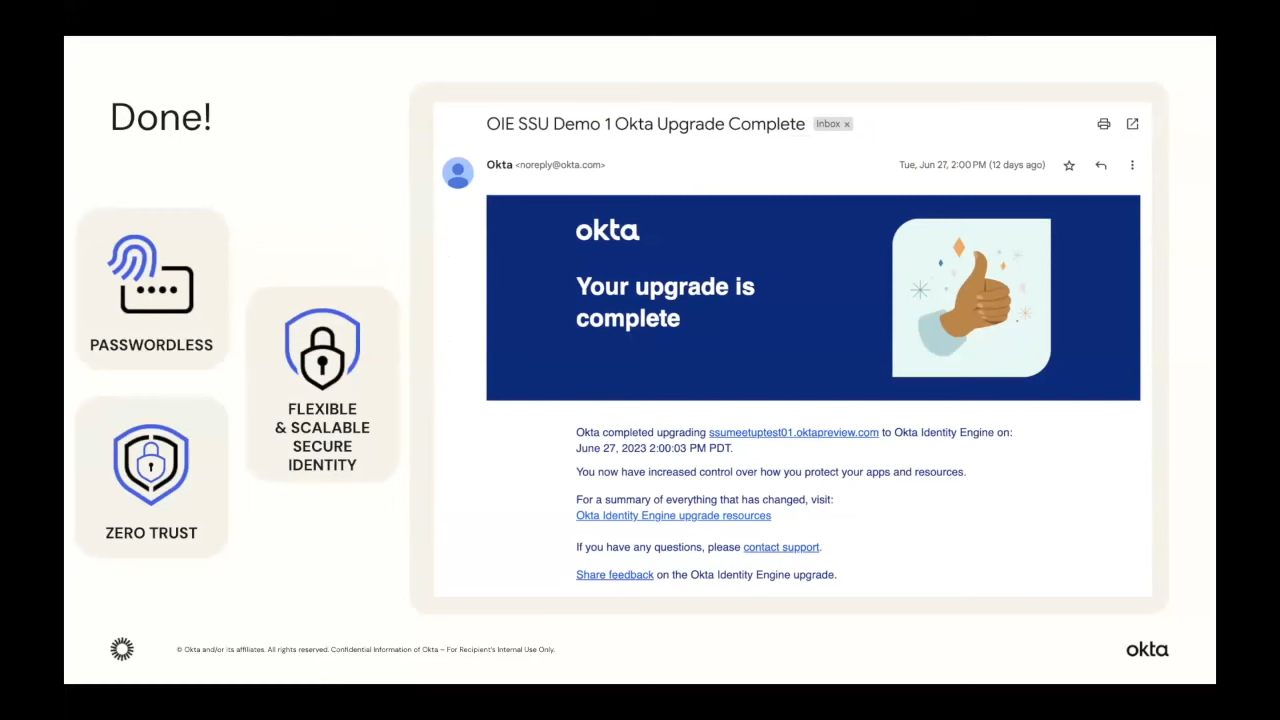 Done!
PASSWORDLESS
FLEXIBLE
& SCALABLE
SECURE
IDENTITY
ZERO TRUST
OIE SSU Demo 1 Okta Upgrade Complete Inbox x
Okta <noreply@okta.com> Tue, Jun 27, 2:00 PM (12 days ago)
okta
Your upgrade is
complete
Okta completed upgrading ssumeetuptest01.oktapreview.com to Okta Identity Engine on:
June 27, 2023 2:00:03 PM PDT.
You now have increased control over how you protect your apps and resources.
For a summary of everything that has changed, visit:
Okta Identity Engine upgrade resources
If you have any questions, please contact support.
Share feedback on the Okta Identity Engine upgrade.
© Okta and/or its affiliates. All rights reserved. Confidential Information of Okta – For Recipient's Internal Use Only.
okta